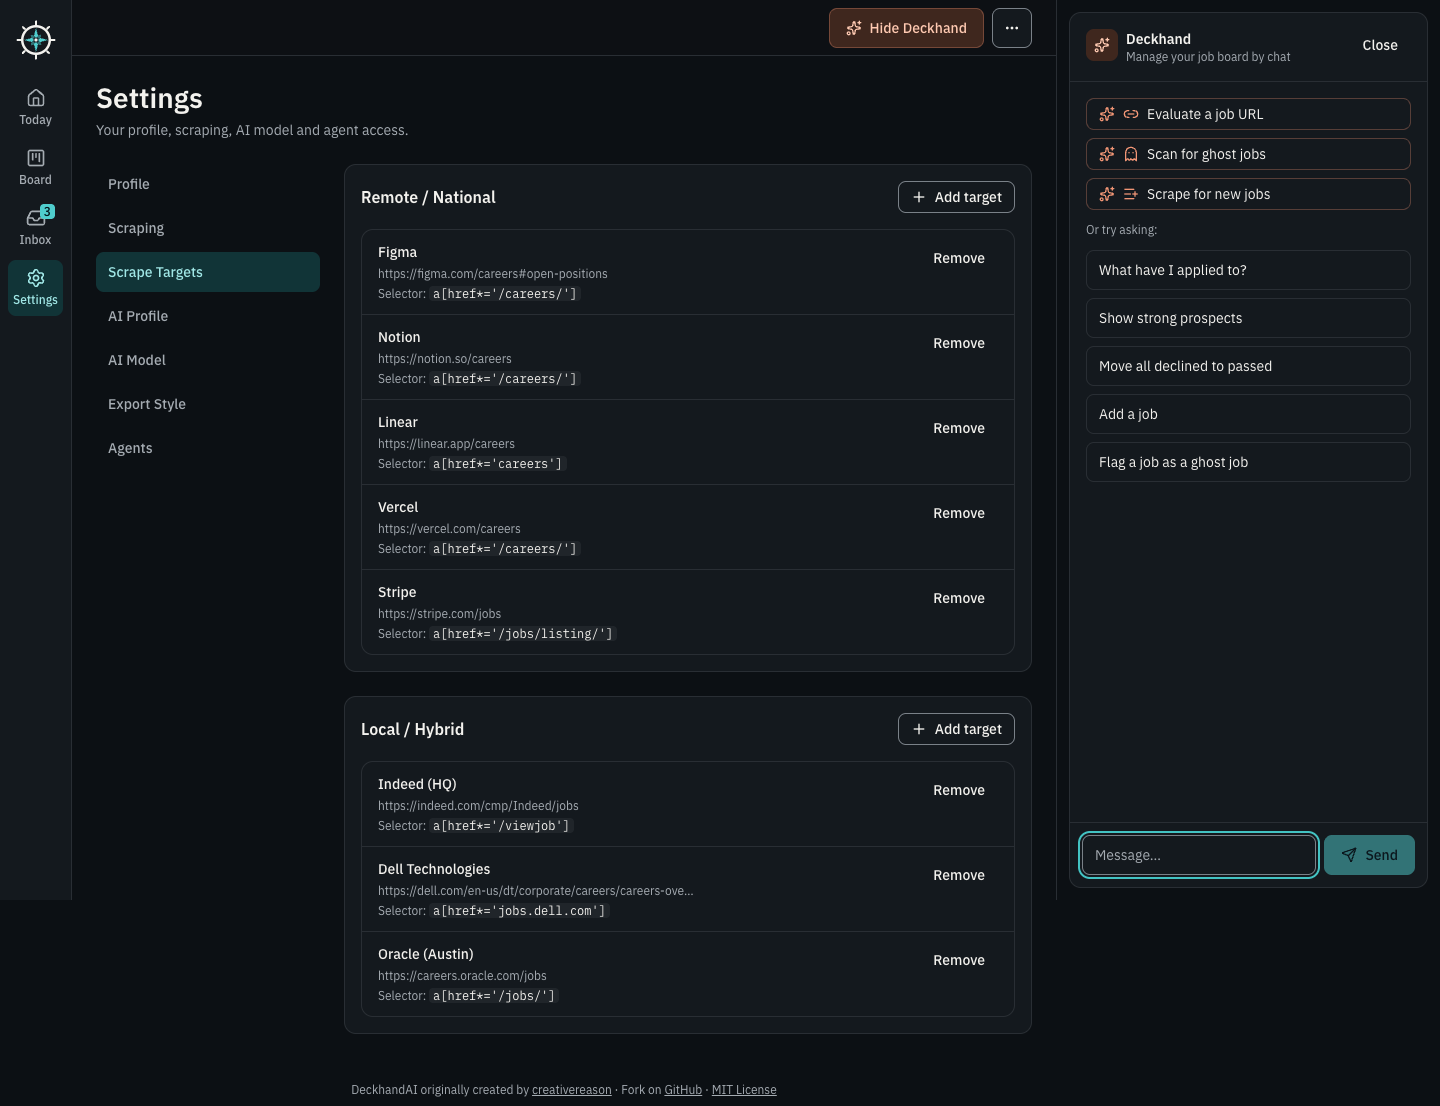 Today
Board
3
Inbox
Settings
Hide Deckhand
Settings
Your profile, scraping, AI model and agent access.
Profile
Scraping
Scrape Targets
AI Profile
AI Model
Export Style
Agents
Remote / National
Add target
Figma
https://figma.com/careers#open-positions
Selector: a[href*='/careers/']
Remove
Notion
https://notion.so/careers
Selector: a[href*='/careers/']
Remove
Linear
https://linear.app/careers
Selector: a[href*='careers']
Remove
Vercel
https://vercel.com/careers
Selector: a[href*='/careers/']
Remove
Stripe
https://stripe.com/jobs
Selector: a[href*='/jobs/listing/']
Remove
Local / Hybrid
Add target
Indeed (HQ)
https://indeed.com/cmp/Indeed/jobs
Selector: a[href*='/viewjob']
Remove
Dell Technologies
https://dell.com/en-us/dt/corporate/careers/careers-ove...
Selector: a[href*='jobs.dell.com']
Remove
Oracle (Austin)
https://careers.oracle.com/jobs
Selector: a[href*='/jobs/']
Remove
DeckhandAI originally created by creativereason · Fork on GitHub · MIT License
Deckhand
Manage your job board by chat
Close
Evaluate a job URL
Scan for ghost jobs
Scrape for new jobs
Or try asking:
What have I applied to?
Show strong prospects
Move all declined to passed
Add a job
Flag a job as a ghost job
Message...
Send